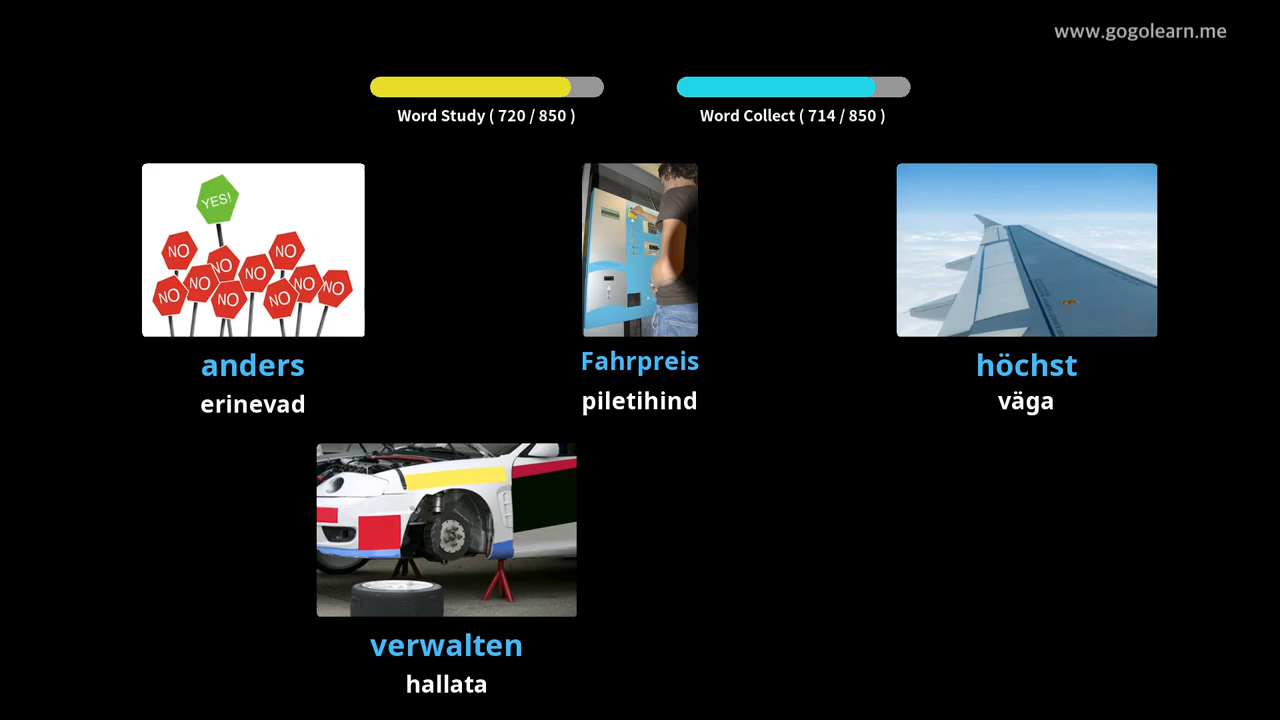 www.gogolearn.me
Word Study ( 720 / 850 )
Word Collect ( 714 / 850 )
YES!
NO
NO
NO
NO
NO
NO
NO
NO
NO
NO
anders
erinevad
Fahrpreis
piletihind
höchst
väga
verwalten
hallata